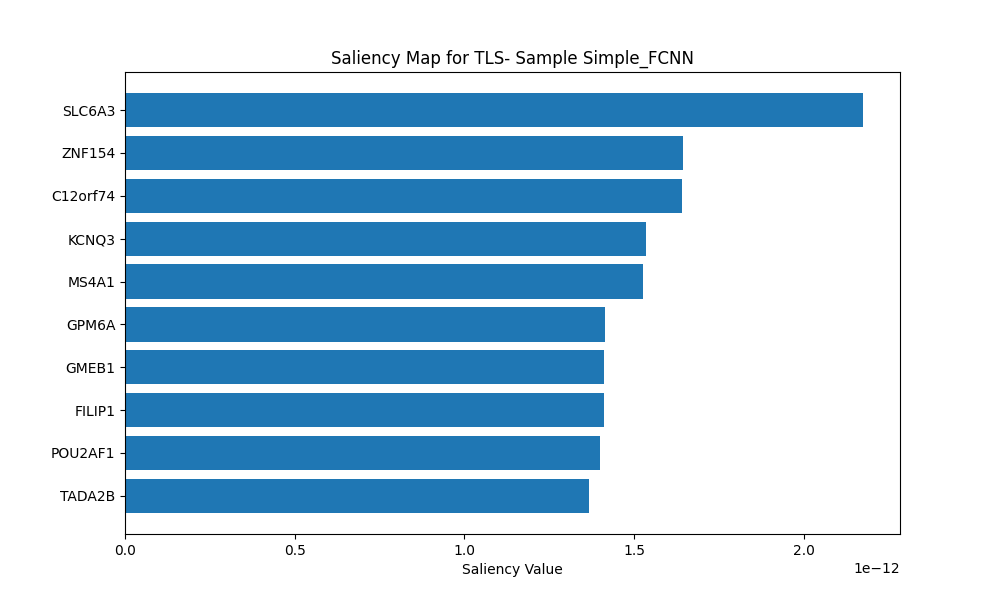 Saliency Map for TLS- Sample Simple_FCNN
SLC6A3
ZNF154
C12orf74
KCNQ3
MS4A1
GPM6A
GMEB1
FILIP1
POU2AF1
TADA2B
0.0 0.5 1.0 1.5 2.0
1e−12
Saliency Value